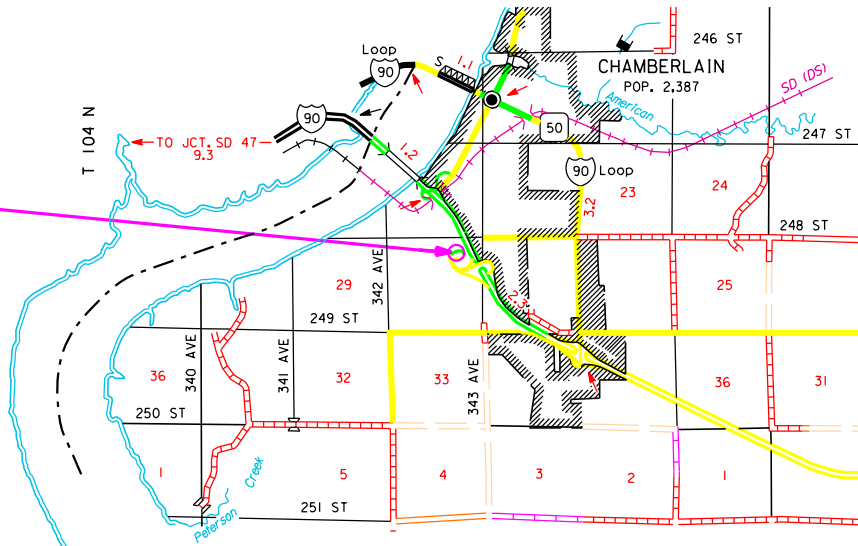 246 ST
Loop
90
S
1.1
CHAMBERLAIN
POP. 2,387
SD (DS)
American
90
50
247 ST
TO JCT. SD 47
9.3
1.2
T 104 N
90 Loop
23
24
3.2
248 ST
342 AVE
29
25
2.3
249 ST
36
340 AVE
341 AVE
32
33
343 AVE
36
31
250 ST
1
Creek
5
4
3
2
1
251 ST
Peterson